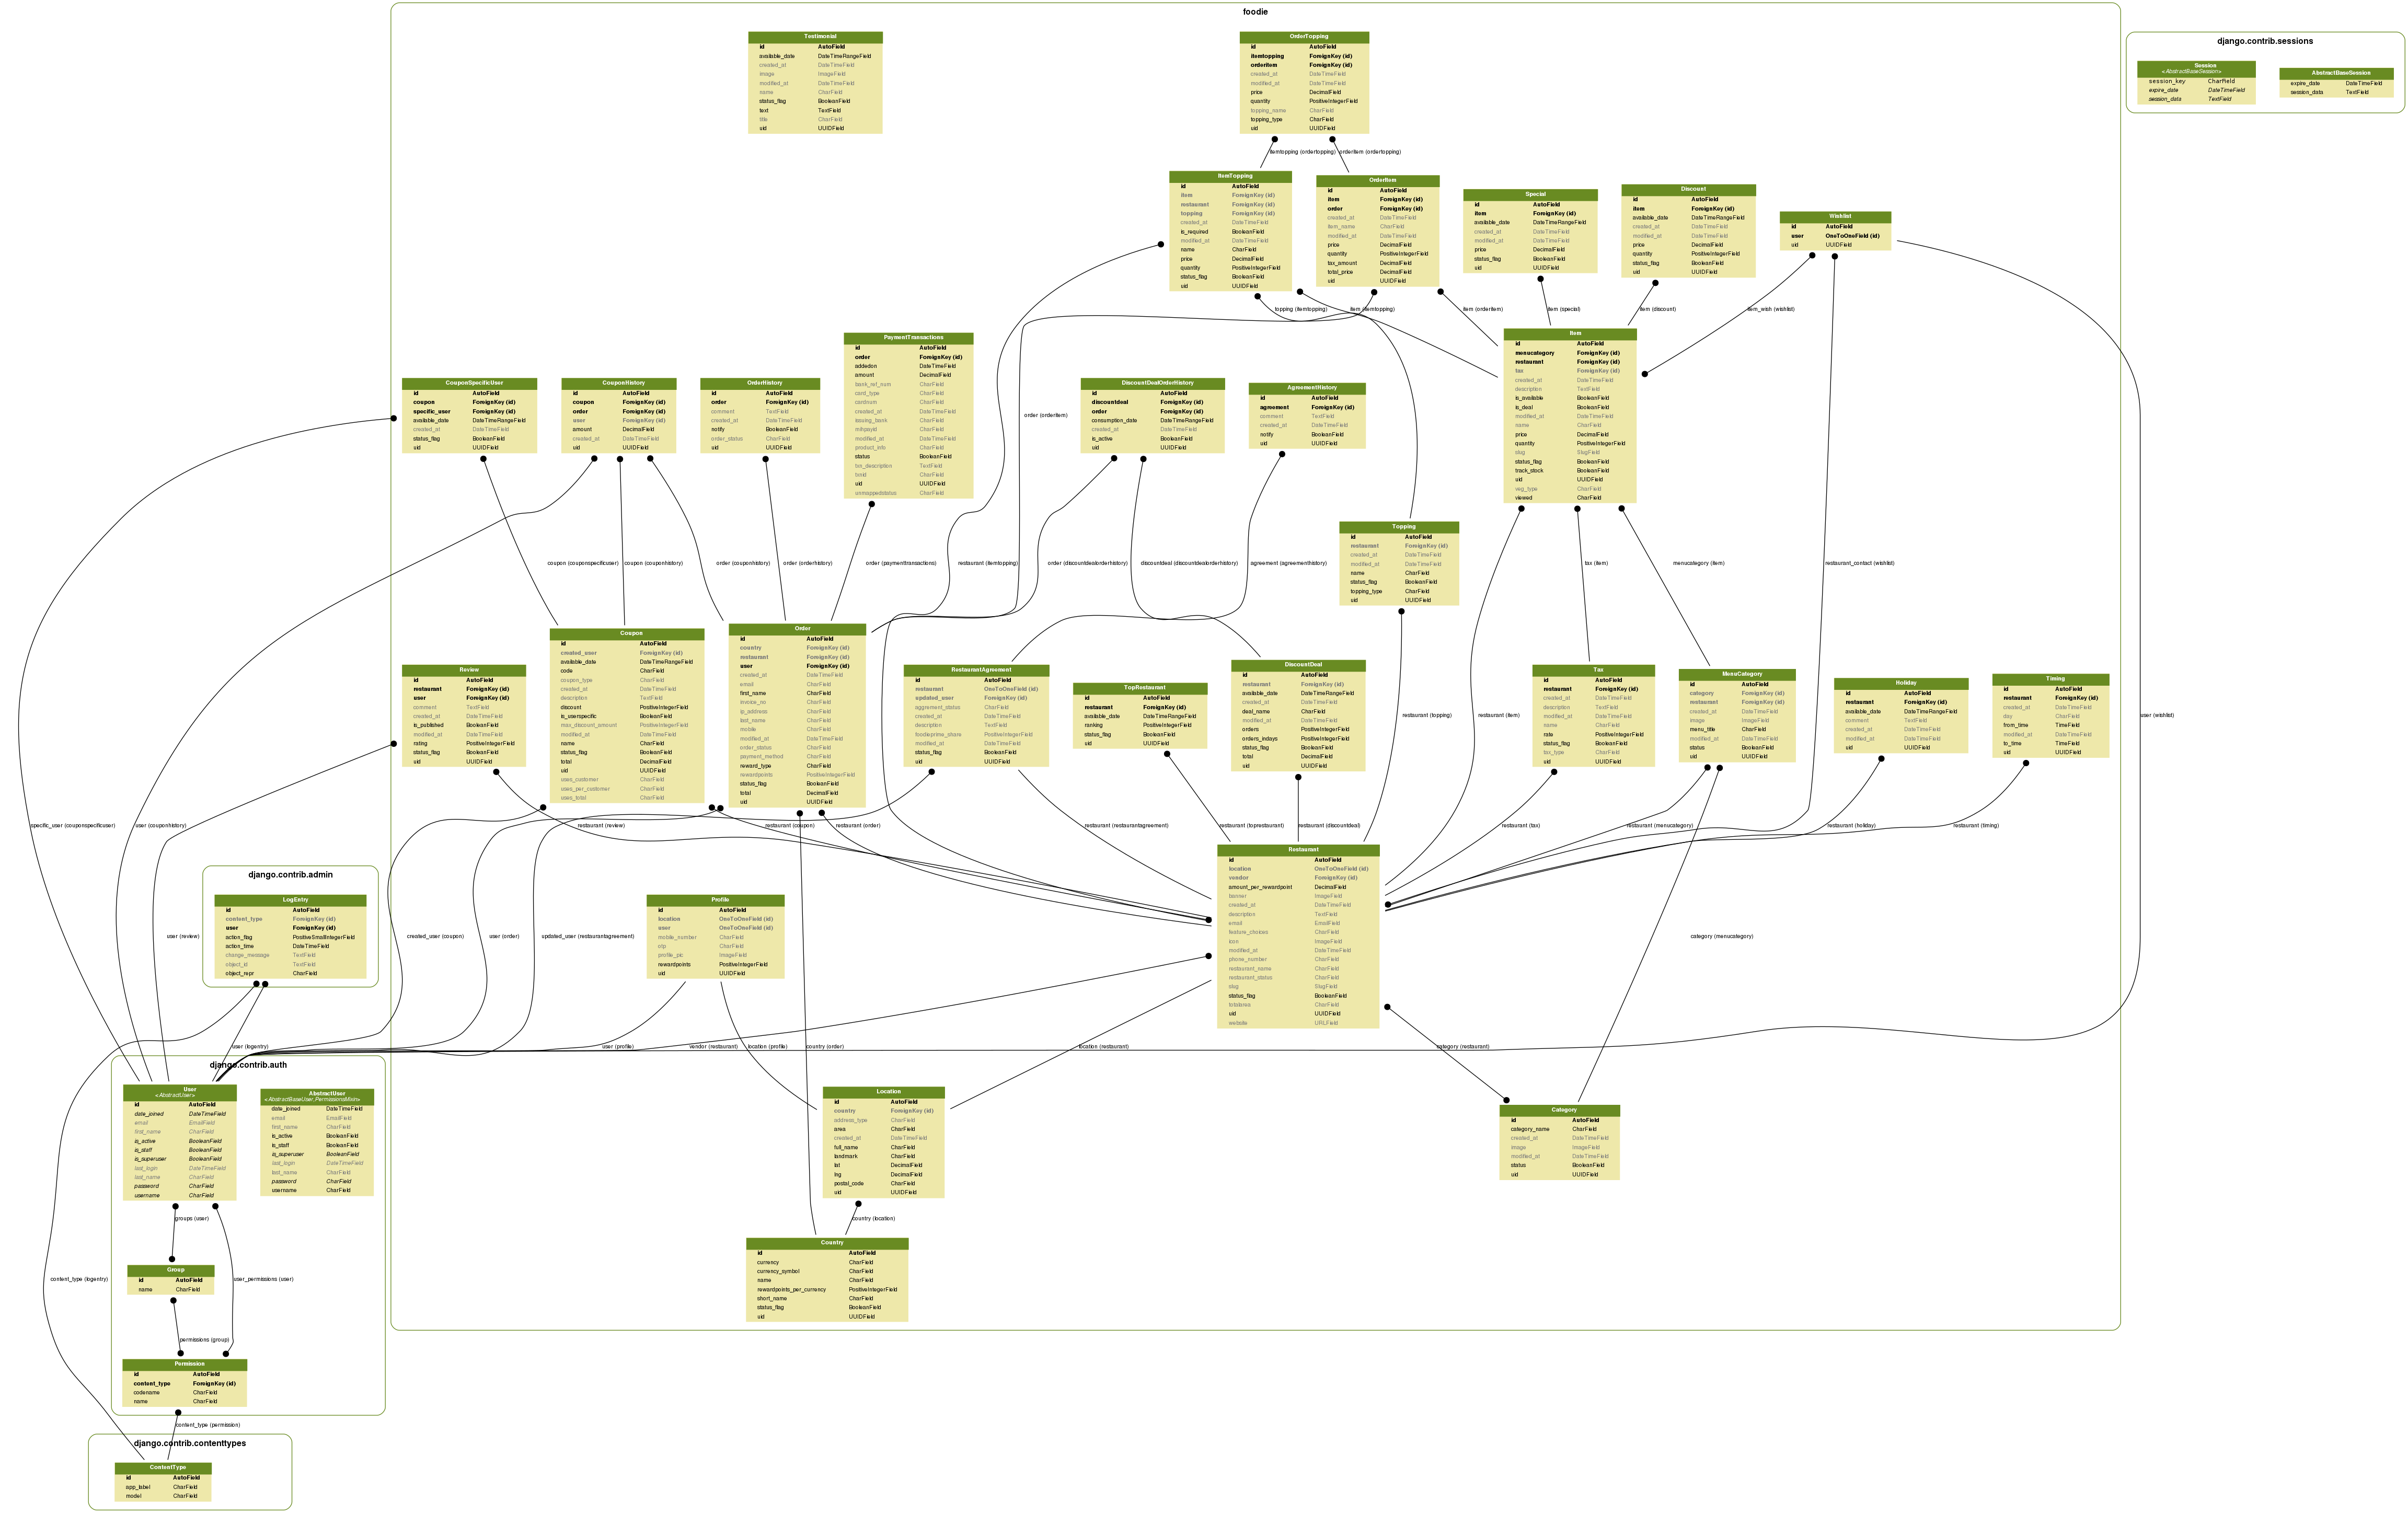 foodie
django.contrib.sessions
Testimonial
id AutoField
available_date DateTimeRangeField
created_at DateTimeField
image ImageField
modified_at DateTimeField
name CharField
status_flag BooleanField
text TextField
title CharField
uid UUIDField
OrderTopping
id AutoField
itemtopping ForeignKey (id)
orderitem ForeignKey (id)
created_at DateTimeField
modified_at DateTimeField
price DecimalField
quantity PositiveIntegerField
topping_name CharField
topping_type CharField
uid UUIDField
Session
<AbstractBaseSession>
session_key CharField
expire_date DateTimeField
session_data TextField
AbstractBaseSession
expire_date DateTimeField
session_data TextField
itemtopping (ordertopping) orderitem (ordertopping)
ItemTopping
id AutoField
item ForeignKey (id)
restaurant ForeignKey (id)
topping ForeignKey (id)
created_at DateTimeField
is_required BooleanField
modified_at DateTimeField
name CharField
price DecimalField
quantity PositiveIntegerField
status_flag BooleanField
uid UUIDField
OrderItem
id AutoField
item ForeignKey (id)
order ForeignKey (id)
created_at DateTimeField
item_name CharField
modified_at DateTimeField
price DecimalField
quantity PositiveIntegerField
tax_amount DecimalField
total_price DecimalField
uid UUIDField
Special
id AutoField
item ForeignKey (id)
available_date DateTimeRangeField
created_at DateTimeField
modified_at DateTimeField
price DecimalField
status_flag BooleanField
uid UUIDField
Discount
id AutoField
item ForeignKey (id)
available_date DateTimeRangeField
created_at DateTimeField
modified_at DateTimeField
price DecimalField
quantity PositiveIntegerField
status_flag BooleanField
uid UUIDField
Wishlist
id AutoField
user OneToOneField (id)
uid UUIDField
topping (itemtopping)
item (itemtopping)
item (orderitem)
item (special)
item (discount)
item_wish (wishlist)
PaymentTransactions
id AutoField
order ForeignKey (id)
addedon DateTimeField
amount DecimalField
bank_ref_num CharField
card_type CharField
cardnum CharField
created_at DateTimeField
issuing_bank CharField
mihpayid CharField
modified_at DateTimeField
product_info CharField
status BooleanField
txn_description TextField
txnid CharField
uid UUIDField
unmappedstatus CharField
Item
id AutoField
menucategory ForeignKey (id)
restaurant ForeignKey (id)
tax ForeignKey (id)
created_at DateTimeField
description TextField
is_available BooleanField
is_deal BooleanField
modified_at DateTimeField
name CharField
price DecimalField
quantity PositiveIntegerField
slug SlugField
status_flag BooleanField
track_stock BooleanField
uid UUIDField
veg_type CharField
viewed CharField
CouponSpecificUser
id AutoField
coupon ForeignKey (id)
specific_user ForeignKey (id)
available_date DateTimeRangeField
created_at DateTimeField
status_flag BooleanField
uid UUIDField
CouponHistory
id AutoField
coupon ForeignKey (id)
order ForeignKey (id)
user ForeignKey (id)
amount DecimalField
created_at DateTimeField
uid UUIDField
OrderHistory
id AutoField
order ForeignKey (id)
comment TextField
created_at DateTimeField
notify BooleanField
order_status CharField
uid UUIDField
DiscountDealOrderHistory
id AutoField
discountdeal ForeignKey (id)
order ForeignKey (id)
consumption_date DateTimeRangeField
created_at DateTimeField
is_active BooleanField
uid UUIDField
AgreementHistory
id AutoField
agreement ForeignKey (id)
comment TextField
created_at DateTimeField
notify BooleanField
uid UUIDField
order (orderitem)
Topping
id AutoField
restaurant ForeignKey (id)
created_at DateTimeField
modified_at DateTimeField
name CharField
status_flag BooleanField
topping_type CharField
uid UUIDField
coupon (couponspecificuser)
coupon (couponhistory)
order (couponhistory)
order (orderhistory)
order (paymenttransactions)
restaurant (itemtopping)
order (discountdealorderhistory)
discountdeal (discountdealorderhistory)
agreement (agreementhistory)
tax (item)
menucategory (item)
restaurant_contact (wishlist)
Review
id AutoField
restaurant ForeignKey (id)
user ForeignKey (id)
comment TextField
created_at DateTimeField
is_published BooleanField
modified_at DateTimeField
rating PositiveIntegerField
status_flag BooleanField
uid UUIDField
Coupon
id AutoField
created_user ForeignKey (id)
available_date DateTimeRangeField
code CharField
coupon_type CharField
created_at DateTimeField
description TextField
discount PositiveIntegerField
is_userspecific BooleanField
max_discount_amount PositiveIntegerField
modified_at DateTimeField
name CharField
status_flag BooleanField
total DecimalField
uid UUIDField
uses_customer CharField
uses_per_customer CharField
uses_total CharField
Order
id AutoField
country ForeignKey (id)
restaurant ForeignKey (id)
user ForeignKey (id)
created_at DateTimeField
email CharField
first_name CharField
invoice_no CharField
ip_address CharField
last_name CharField
mobile CharField
modified_at DateTimeField
order_status CharField
payment_method CharField
reward_type CharField
rewardpoints PositiveIntegerField
status_flag BooleanField
total DecimalField
uid UUIDField
RestaurantAgreement
id AutoField
restaurant OneToOneField (id)
updated_user ForeignKey (id)
aggrement_status CharField
created_at DateTimeField
description TextField
foodieprime_share PositiveIntegerField
modified_at DateTimeField
status_flag BooleanField
uid UUIDField
TopRestaurant
id AutoField
restaurant ForeignKey (id)
available_date DateTimeRangeField
ranking PositiveIntegerField
status_flag BooleanField
uid UUIDField
DiscountDeal
id AutoField
restaurant ForeignKey (id)
available_date DateTimeRangeField
created_at DateTimeField
deal_name CharField
modified_at DateTimeField
orders PositiveIntegerField
orders_indays PositiveIntegerField
status_flag BooleanField
total DecimalField
uid UUIDField
restaurant (topping)
restaurant (item)
Tax
id AutoField
restaurant ForeignKey (id)
created_at DateTimeField
description TextField
modified_at DateTimeField
name CharField
rate PositiveIntegerField
status_flag BooleanField
tax_type CharField
uid UUIDField
MenuCategory
id AutoField
category ForeignKey (id)
restaurant ForeignKey (id)
created_at DateTimeField
image ImageField
menu_title CharField
modified_at DateTimeField
status BooleanField
uid UUIDField
Holiday
id AutoField
restaurant ForeignKey (id)
available_date DateTimeRangeField
comment TextField
created_at DateTimeField
modified_at DateTimeField
uid UUIDField
Timing
id AutoField
restaurant ForeignKey (id)
created_at DateTimeField
day CharField
from_time TimeField
modified_at DateTimeField
to_time TimeField
uid UUIDField
user (wishlist)
specific_user (couponspecificuser)
user (couponhistory)
restaurant (review)
restaurant (coupon)
restaurant (order)
restaurant (restaurantagreement)
restaurant (toprestaurant)
restaurant (discountdeal)
restaurant (tax)
restaurant (menucategory)
restaurant (holiday)
restaurant (timing)
django.contrib.admin
LogEntry
id AutoField
content_type ForeignKey (id)
user ForeignKey (id)
action_flag PositiveSmallIntegerField
action_time DateTimeField
change_message TextField
object_id TextField
object_repr CharField
user (review)
created_user (coupon)
user (order)
updated_user (restaurantagreement)
Profile
id AutoField
location OneToOneField (id)
user OneToOneField (id)
mobile_number CharField
otp CharField
profile_pic ImageField
rewardpoints PositiveIntegerField
uid UUIDField
Restaurant
id AutoField
location OneToOneField (id)
vendor ForeignKey (id)
amount_per_rewardpoint DecimalField
banner ImageField
created_at DateTimeField
description TextField
email EmailField
feature_choices CharField
icon ImageField
modified_at DateTimeField
phone_number CharField
restaurant_name CharField
restaurant_status CharField
slug SlugField
status_flag BooleanField
totalarea CharField
uid UUIDField
website URLField
category (menucategory)
user (logentry)
user (profile)
vendor (restaurant)
location (profile)
country (order)
location (restaurant)
category (restaurant)
django.contrib.auth
User
<AbstractUser>
id AutoField
date_joined DateTimeField
email EmailField
first_name CharField
is_active BooleanField
is_staff BooleanField
is_superuser BooleanField
last_login DateTimeField
last_name CharField
password CharField
username CharField
AbstractUser
<AbstractBaseUser,PermissionsMixin>
date_joined DateTimeField
email EmailField
first_name CharField
is_active BooleanField
is_staff BooleanField
is_superuser BooleanField
last_login DateTimeField
last_name CharField
password CharField
username CharField
Location
id AutoField
country ForeignKey (id)
address_type CharField
area CharField
created_at DateTimeField
full_name CharField
landmark CharField
lat DecimalField
lng DecimalField
postal_code CharField
uid UUIDField
Category
id AutoField
category_name CharField
created_at DateTimeField
image ImageField
modified_at DateTimeField
status BooleanField
uid UUIDField
groups (user)
country (location)
Group
id AutoField
name CharField
content_type (logentry)
user_permissions (user)
Country
id AutoField
currency CharField
currency_symbol CharField
name CharField
rewardpoints_per_currency PositiveIntegerField
short_name CharField
status_flag BooleanField
uid UUIDField
permissions (group)
Permission
id AutoField
content_type ForeignKey (id)
codename CharField
name CharField
content_type (permission)
django.contrib.contenttypes
ContentType
id AutoField
app_label CharField
model CharField